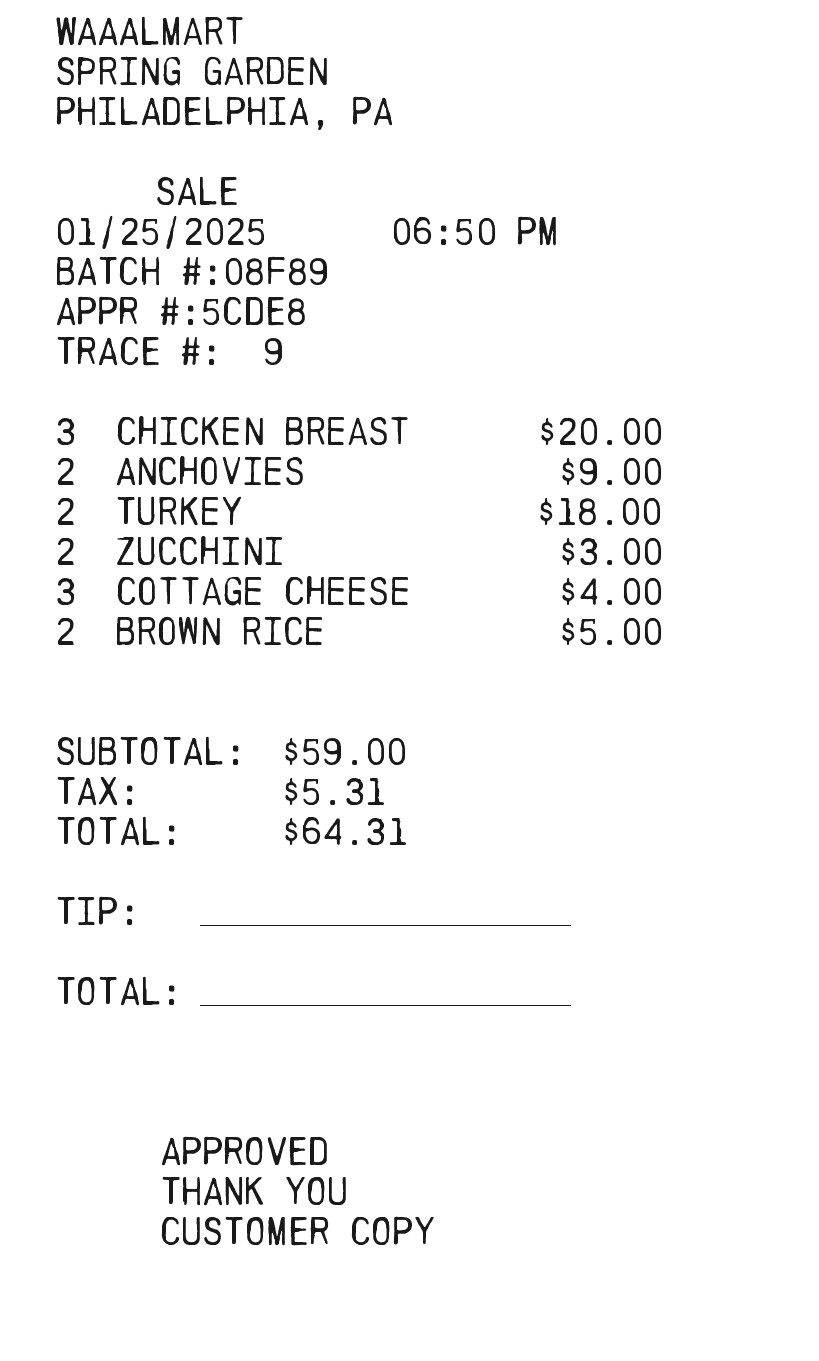 WAAALMART
SPRING GARDEN
PHILADELPHIA, PA
SALE
01/25/2025 06:50 PM
BATCH #:08F89
APPR #:5CDE8
TRACE #: 9
3 CHICKEN BREAST $20.00
2 ANCHOVIES $9.00
2 TURKEY $18.00
2 ZUCCHINI $3.00
3 COTTAGE CHEESE $4.00
2 BROWN RICE $5.00
SUBTOTAL: $59.00
TAX: $5.31
TOTAL: $64.31
TIP:
TOTAL:
APPROVED
THANK YOU
CUSTOMER COPY